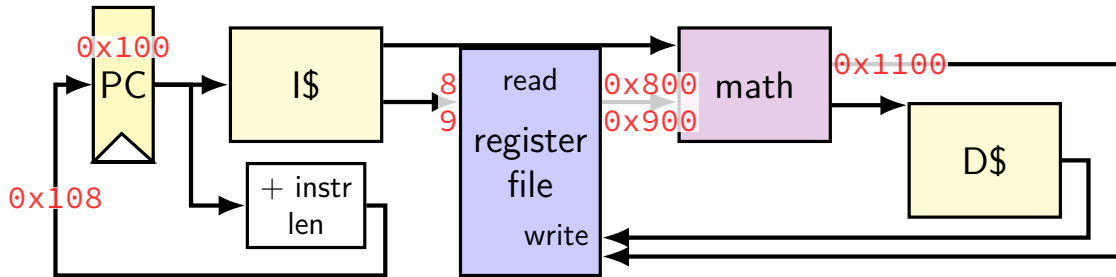 0x100
PC
I$
8
9
read
register
file
write
0x800
0x900
math
0x1100
D$
0x108
+ instr
len